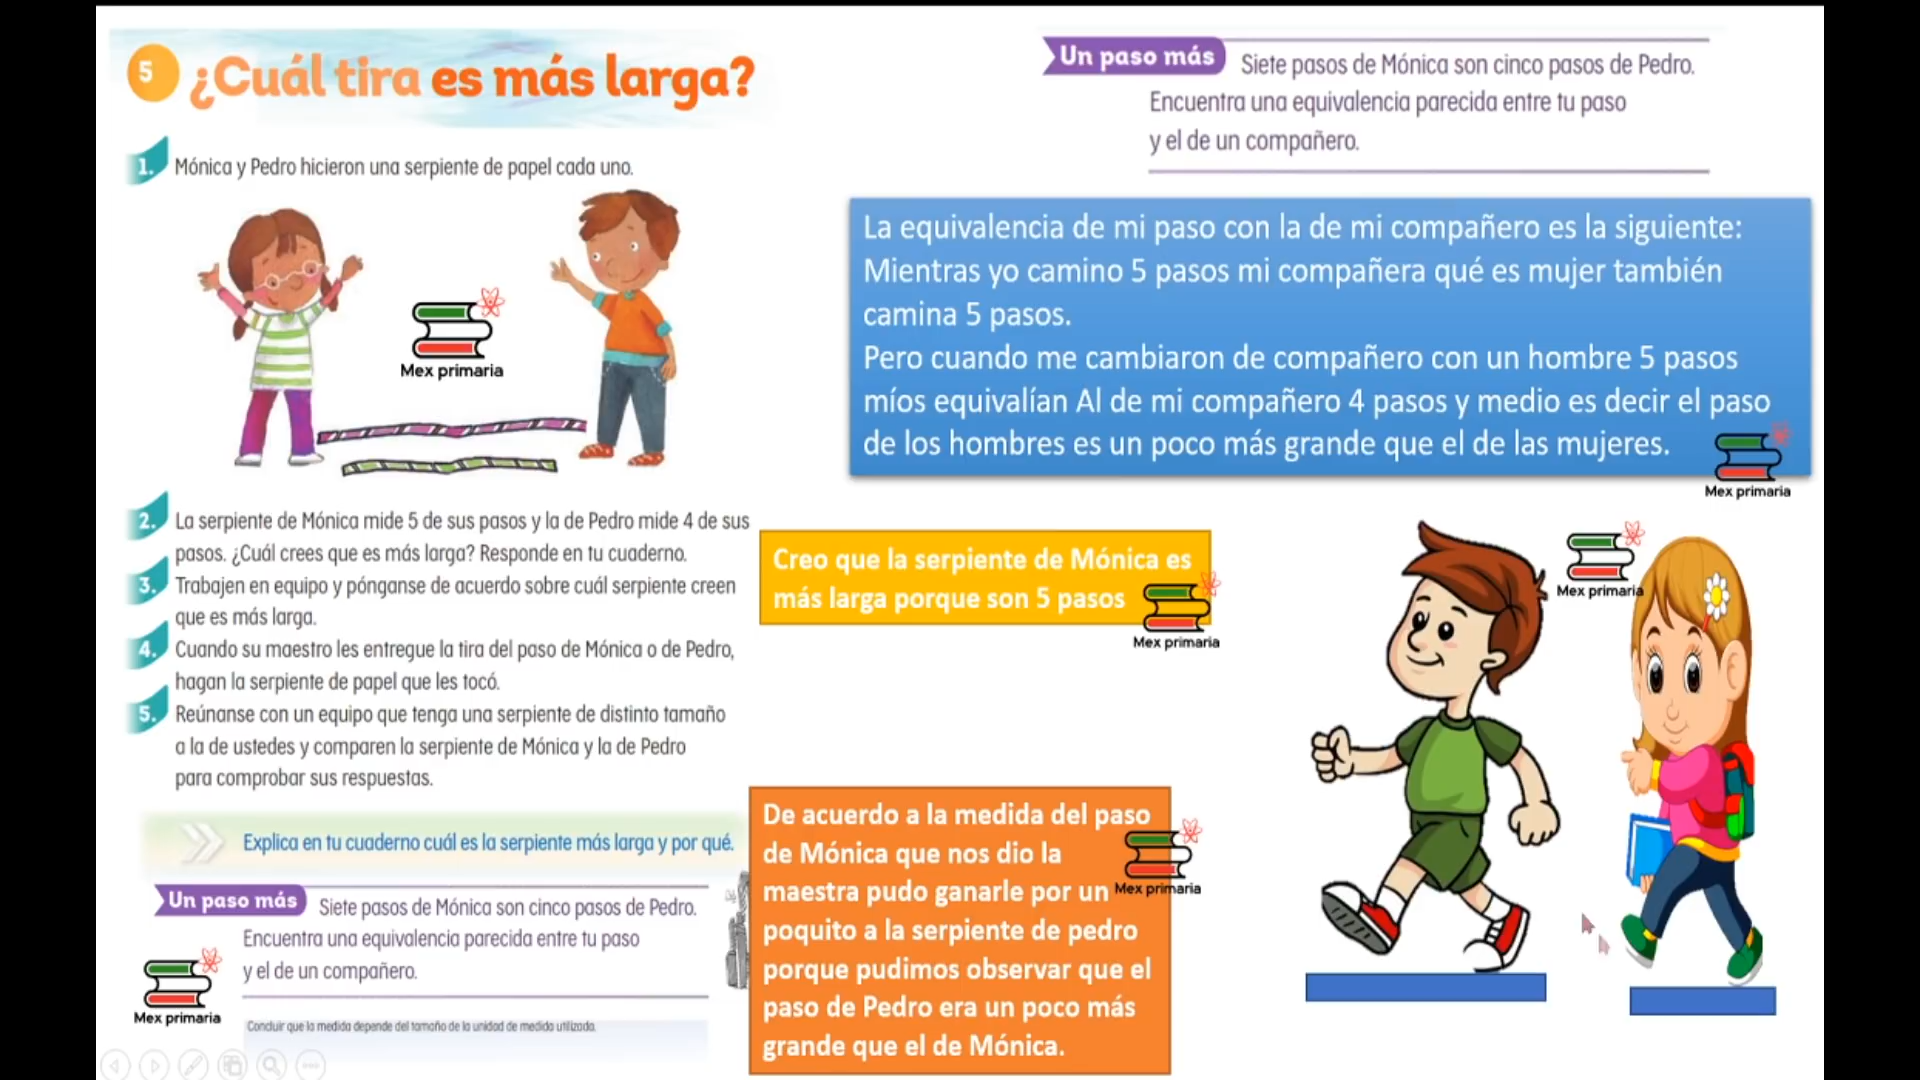 5 ¿Cuál tira es más larga?
1. Mónica y Pedro hicieron una serpiente de papel cada uno.
Mex primaria
2. La serpiente de Mónica mide 5 de sus pasos y la de Pedro mide 4 de sus
pasos. ¿Cuál crees que es más larga? Responde en tu cuaderno.
3. Trabajen en equipo y pónganse de acuerdo sobre cuál serpiente creen
que es más larga.
4. Cuando su maestro les entregue la tira del paso de Mónica o de Pedro,
hagan la serpiente de papel que les tocó.
5. Reúnanse con un equipo que tenga una serpiente de distinto tamaño
a la de ustedes y comparen la serpiente de Mónica y la de Pedro
para comprobar sus respuestas.
Explica en tu cuaderno cuál es la serpiente más larga y por qué.
Un paso más Siete pasos de Mónica son cinco pasos de Pedro.
Encuentra una equivalencia parecida entre tu paso
y el de un compañero.
Mex primaria
Concluir que la medida depende del tamaño de la unidad de medida utilizada.
Un paso más Siete pasos de Mónica son cinco pasos de Pedro.
Encuentra una equivalencia parecida entre tu paso
y el de un compañero.
La equivalencia de mi paso con la de mi compañero es la siguiente:
Mientras yo camino 5 pasos mi compañera qué es mujer también
camina 5 pasos.
Pero cuando me cambiaron de compañero con un hombre 5 pasos
míos equivalían Al de mi compañero 4 pasos y medio es decir el paso
de los hombres es un poco más grande que el de las mujeres.
Mex primaria
Creo que la serpiente de Mónica es
más larga porque son 5 pasos
Mex primaria
Mex primaria
De acuerdo a la medida del paso
de Mónica que nos dio la
maestra pudo ganarle por un
poquito a la serpiente de pedro
porque pudimos observar que el
paso de Pedro era un poco más
grande que el de Mónica.
Mex primaria